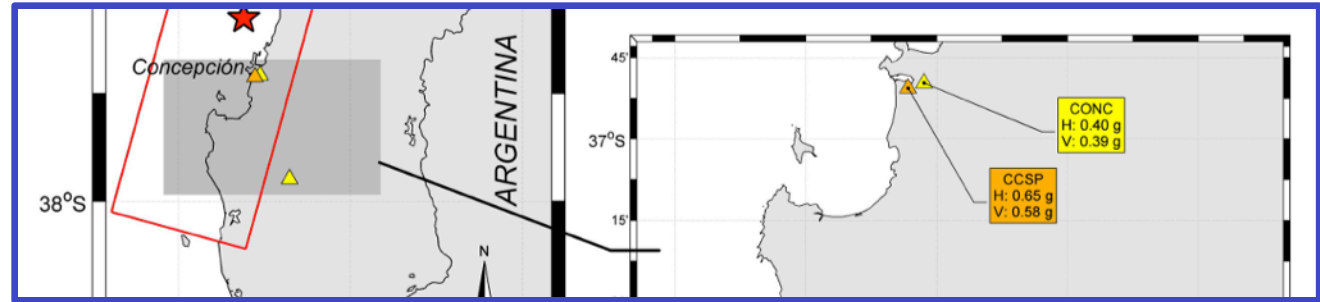 Concepción
38°S
ARGENTINA
N
45'
37°S
15'
CONC
H: 0.40 g
V: 0.39 g
CCSP
H: 0.65 g
V: 0.58 g